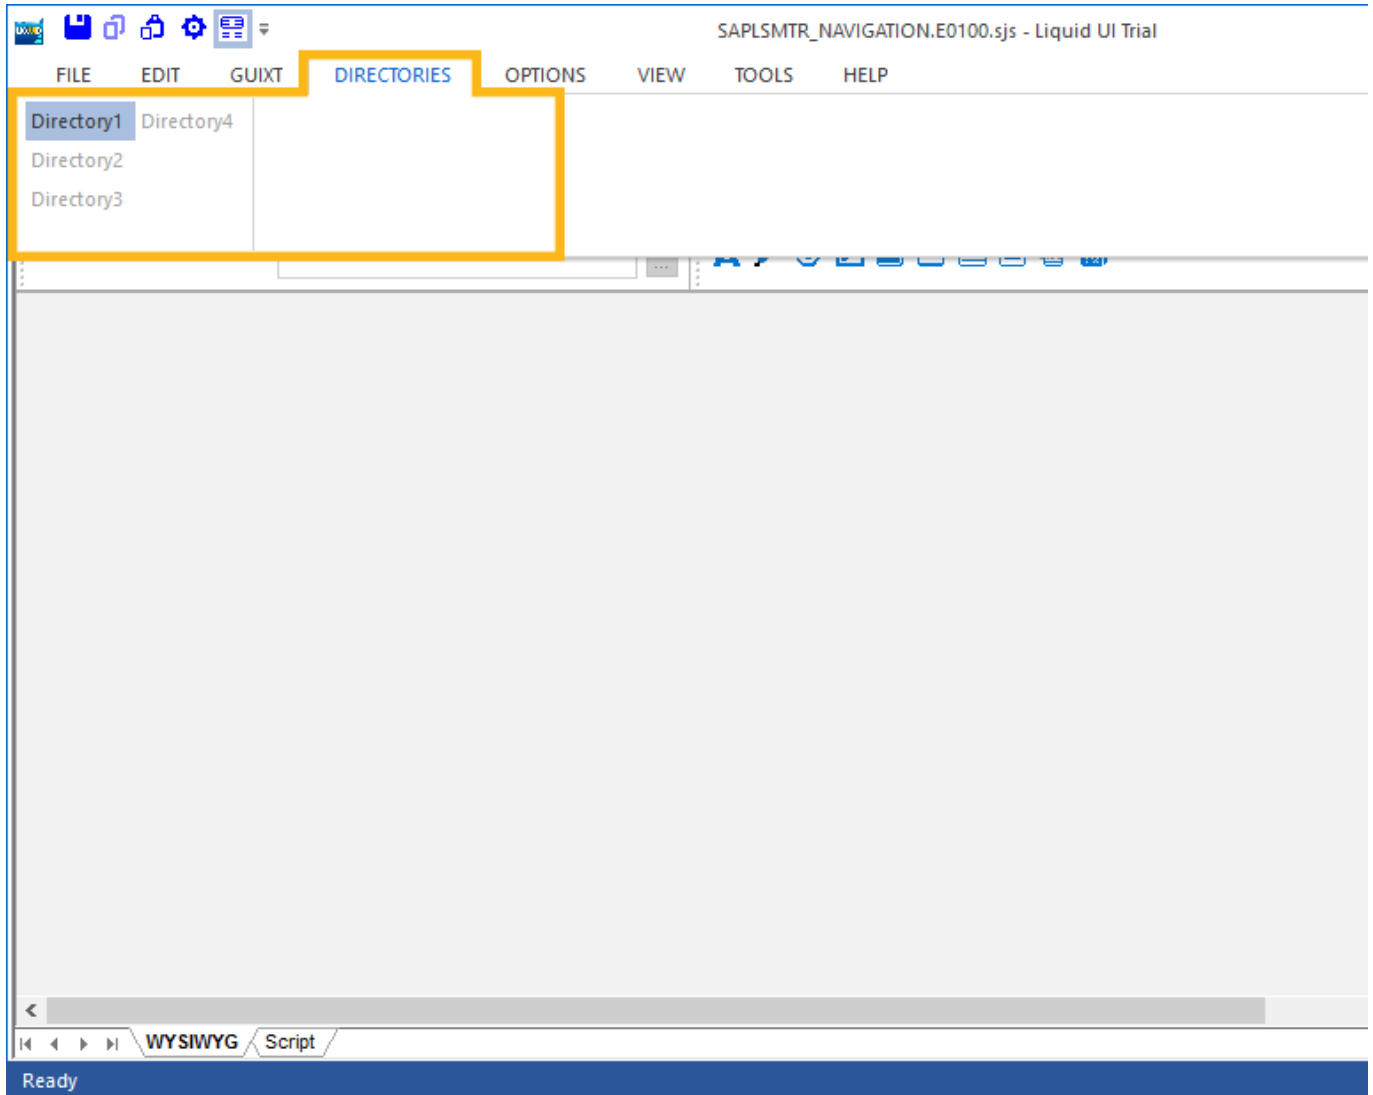 SAPLSMTR_NAVIGATION.E0100.sjs - Liquid UI Trial
FILE EDIT GUIXT DIRECTORIES OPTIONS VIEW TOOLS HELP
Directory1 Directory4
Directory2
Directory3
...
WYSIWYG Script
Ready